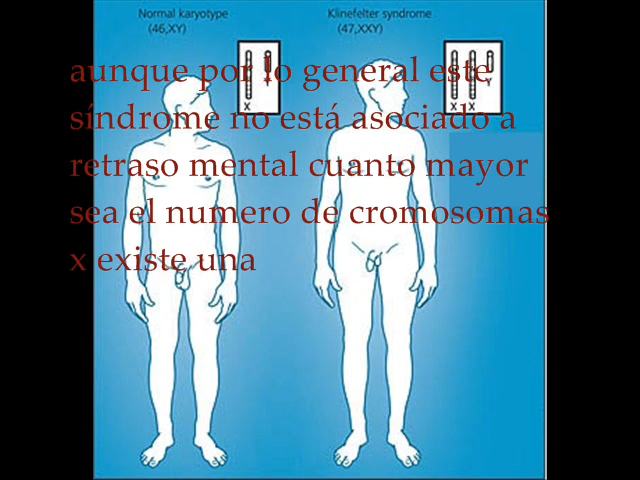 Normal karyotype
(46,XY)
Klinefelter syndrome
(47,XXY)
X
Y
X X
Y
aunque por lo general este
síndrome no está asociado a
retraso mental cuanto mayor
sea el numero de cromosomas
x existe una